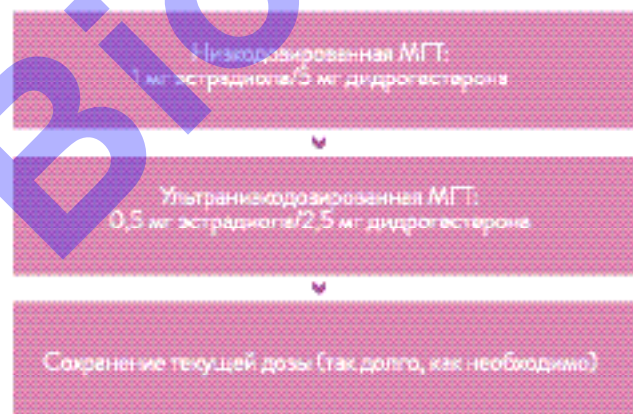 Низкодозированная МГТ:
1 мг эстрадиола/5 мг дидрогестерона
Ультранизкодозированная МГТ:
0,5 мг эстрадиола/2,5 мг дидрогестерона
Сохранение текущей дозы (так долго, как необходимо)
Bio